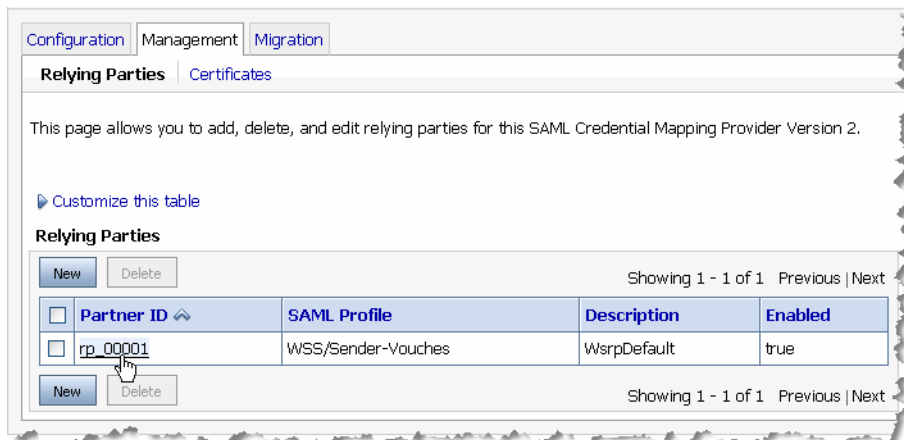 Configuration Management Migration
Relying Parties Certificates
This page allows you to add, delete, and edit relying parties for this SAML Credential Mapping Provider Version 2.
Customize this table
Relying Parties
New Delete Showing 1 - 1 of 1 Previous | Next
Partner ID SAML Profile Description Enabled
rp_00001 WSS/Sender-Vouches WsrpDefault true
New Delete Showing 1 - 1 of 1 Previous | Next